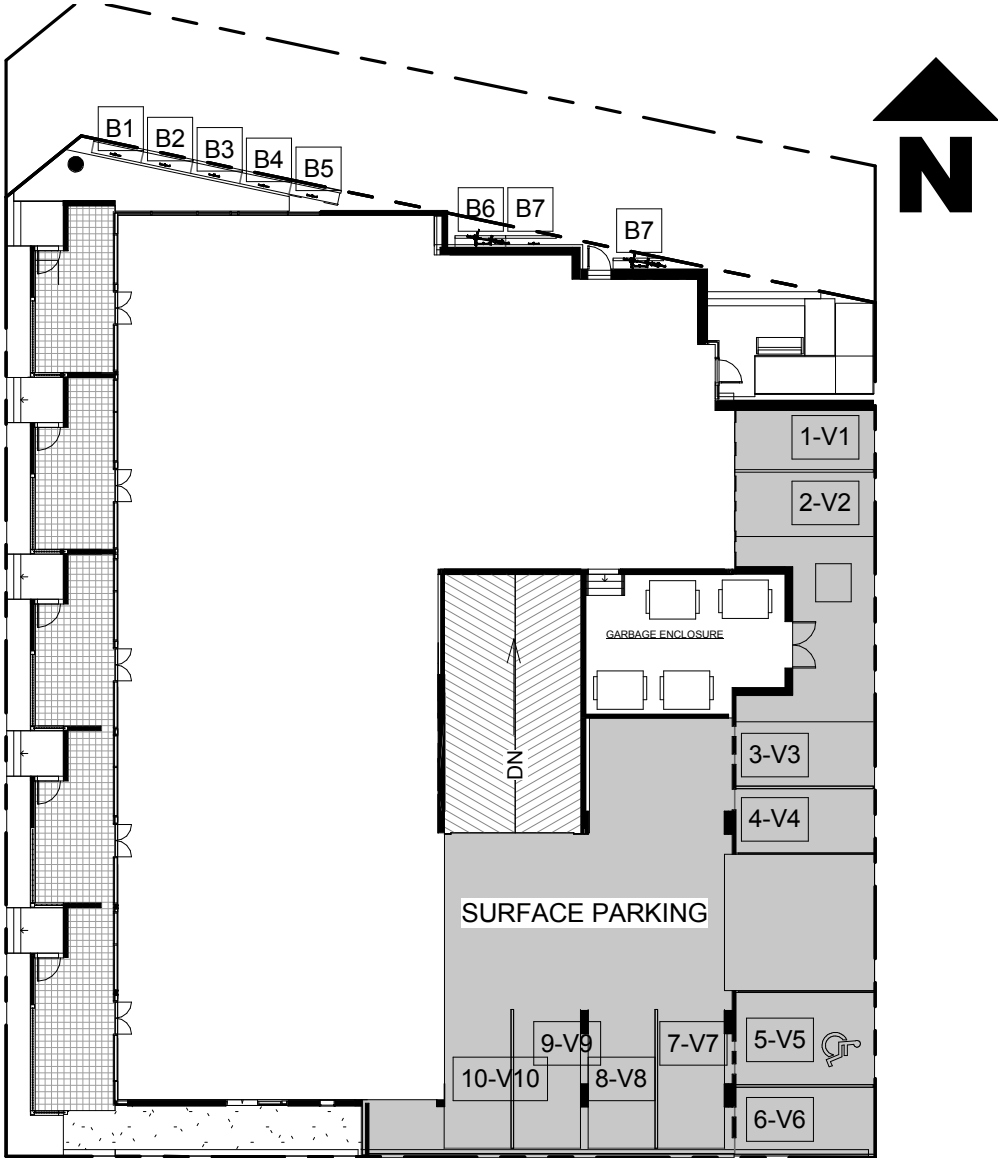 B1
B2
B3
B4
B5
B6
B7
B7
N
1-V1
2-V2
GARBAGE ENCLOSURE
DN
3-V3
4-V4
SURFACE PARKING
5-V5
9-V9
7-V7
10-V10
8-V8
6-V6